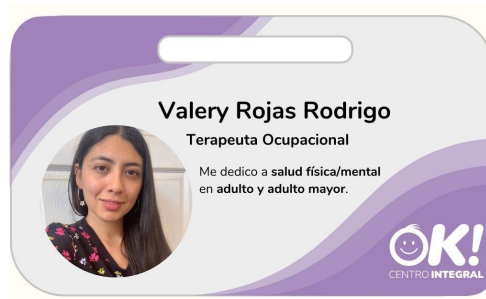 Valery Rojas Rodrigo
Terapeuta Ocupacional
Me dedico a salud física/mental
en adulto y adulto mayor.
OK!
CENTRO INTEGRAL